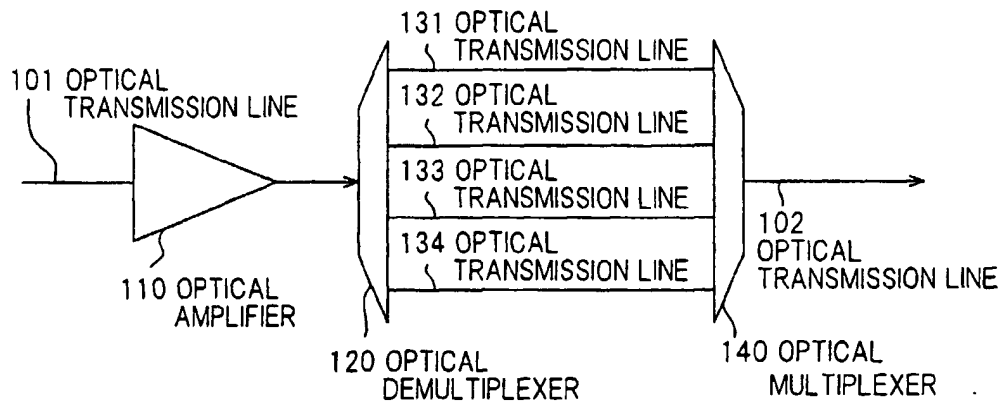 131 OPTICAL
TRANSMISSION LINE
101 OPTICAL
TRANSMISSION LINE
132 OPTICAL
TRANSMISSION LINE
133 OPTICAL
TRANSMISSION LINE
134 OPTICAL
TRANSMISSION LINE
102
OPTICAL
TRANSMISSION LINE
110 OPTICAL
AMPLIFIER
120 OPTICAL
DEMULTIPLEXER
140 OPTICAL
MULTIPLEXER